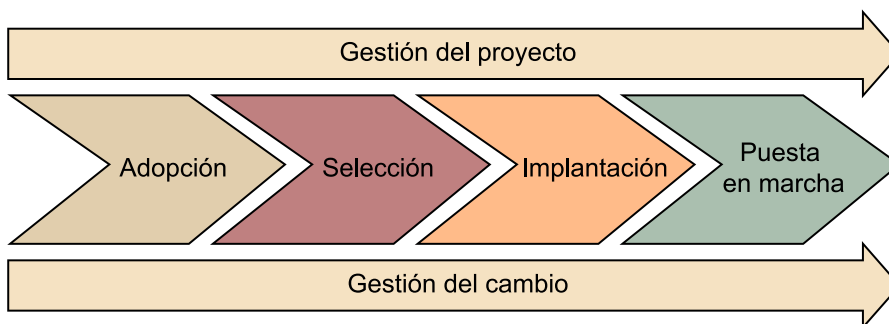 Gestión del proyecto
Adopción
Selección
Implantación
Puesta
en marcha
Gestión del cambio